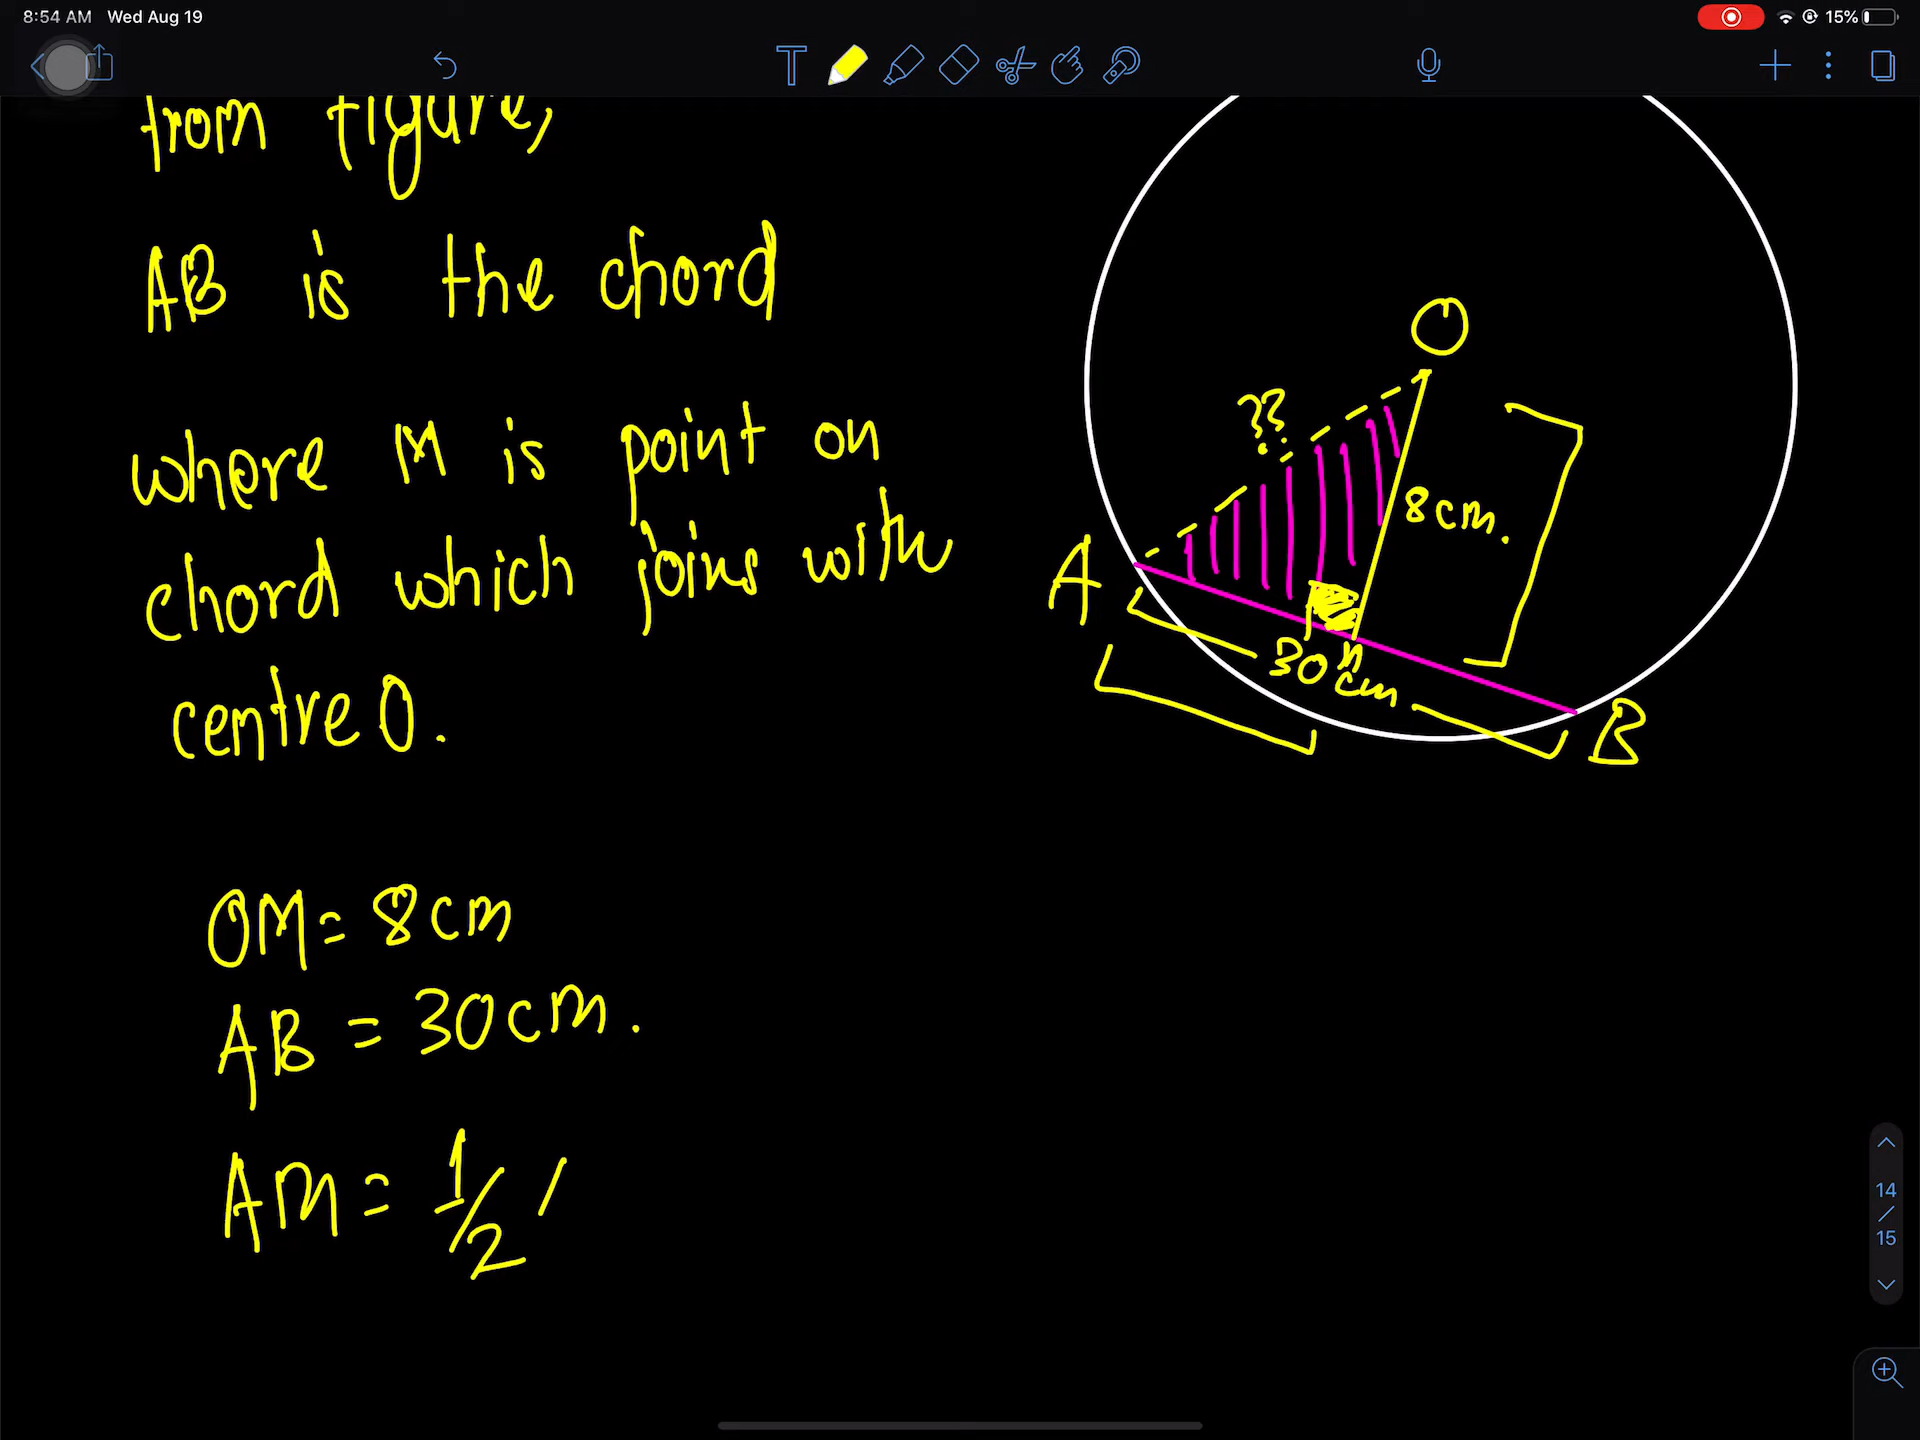 8:54 AM Wed Aug 19
15%
from figure,
AB is the chord
where M is point on
chord which joins with
centre O.
OM = 8cm
AB = 30cm.
AM = 1/2
O
??
8cm.
A
M
30 cm
B
14
/
15